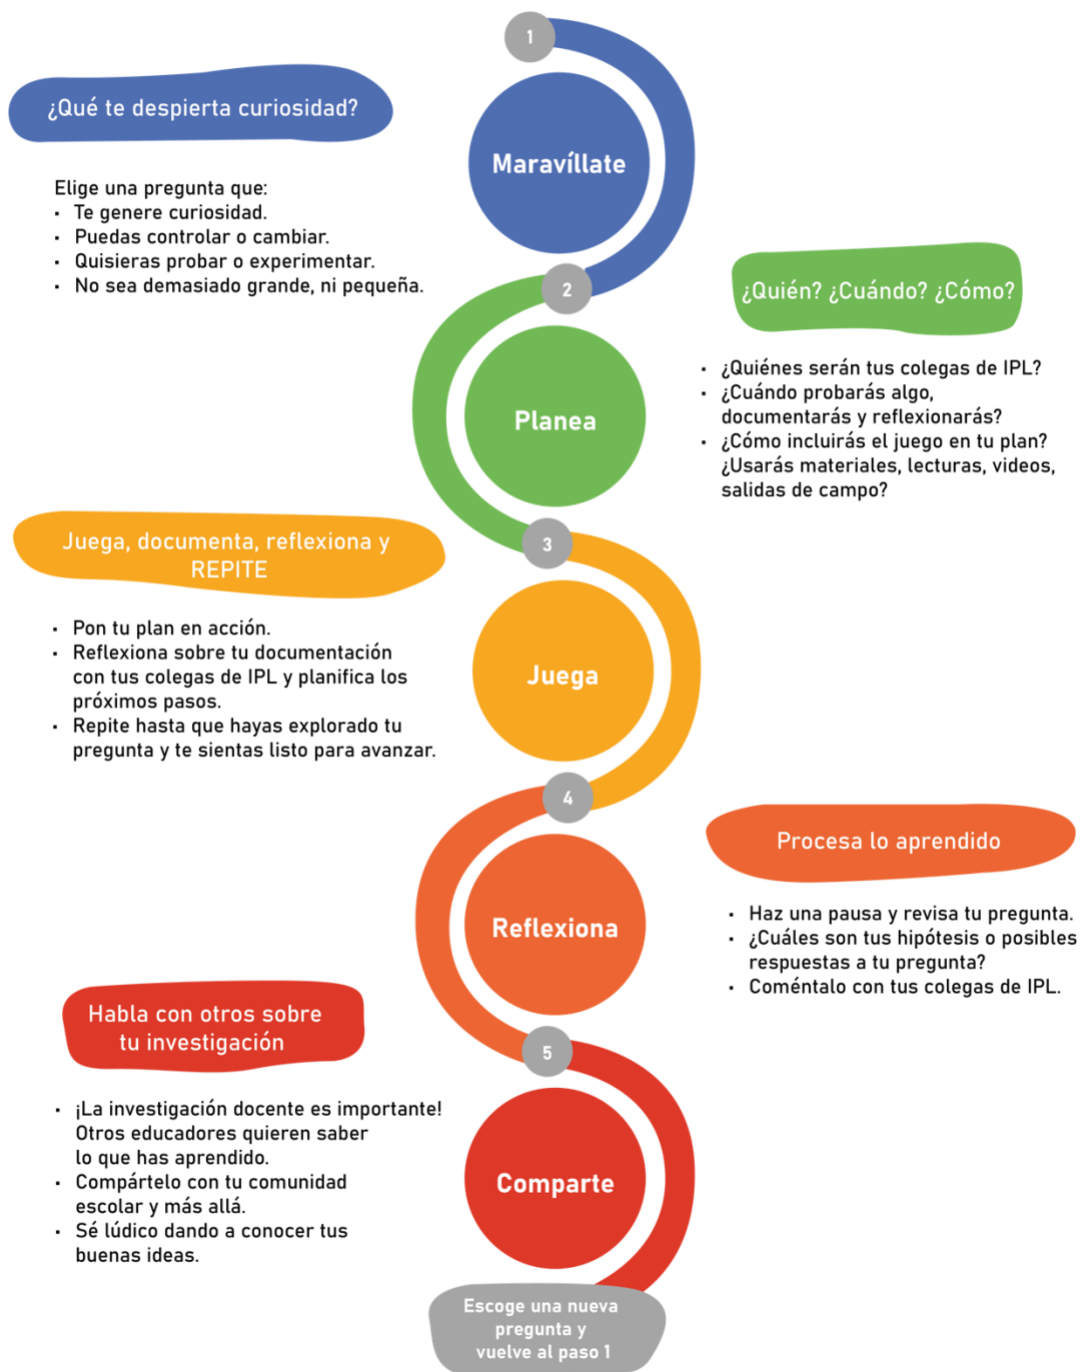 1
¿Qué te despierta curiosidad?
Maravíllate
Elige una pregunta que:
· Te genere curiosidad.
· Puedas controlar o cambiar.
· Quisieras probar o experimentar.
· No sea demasiado grande, ni pequeña.
2
¿Quién? ¿Cuándo? ¿Cómo?
Planea
· ¿Quiénes serán tus colegas de IPL?
· ¿Cuándo probarás algo,
documentarás y reflexionarás?
· ¿Cómo incluirás el juego en tu plan?
¿Usarás materiales, lecturas, videos,
salidas de campo?
3
Juega, documenta, reflexiona y
REPITE
Juega
· Pon tu plan en acción.
· Reflexiona sobre tu documentación
con tus colegas de IPL y planifica los
próximos pasos.
· Repite hasta que hayas explorado tu
pregunta y te sientas listo para avanzar.
4
Procesa lo aprendido
Reflexiona
· Haz una pausa y revisa tu pregunta.
· ¿Cuáles son tus hipótesis o posibles
respuestas a tu pregunta?
· Coméntalo con tus colegas de IPL.
5
Habla con otros sobre
tu investigación
Comparte
· ¡La investigación docente es importante!
Otros educadores quieren saber
lo que has aprendido.
· Compártelo con tu comunidad
escolar y más allá.
· Sé lúdico dando a conocer tus
buenas ideas.
Escoge una nueva
pregunta y
vuelve al paso 1